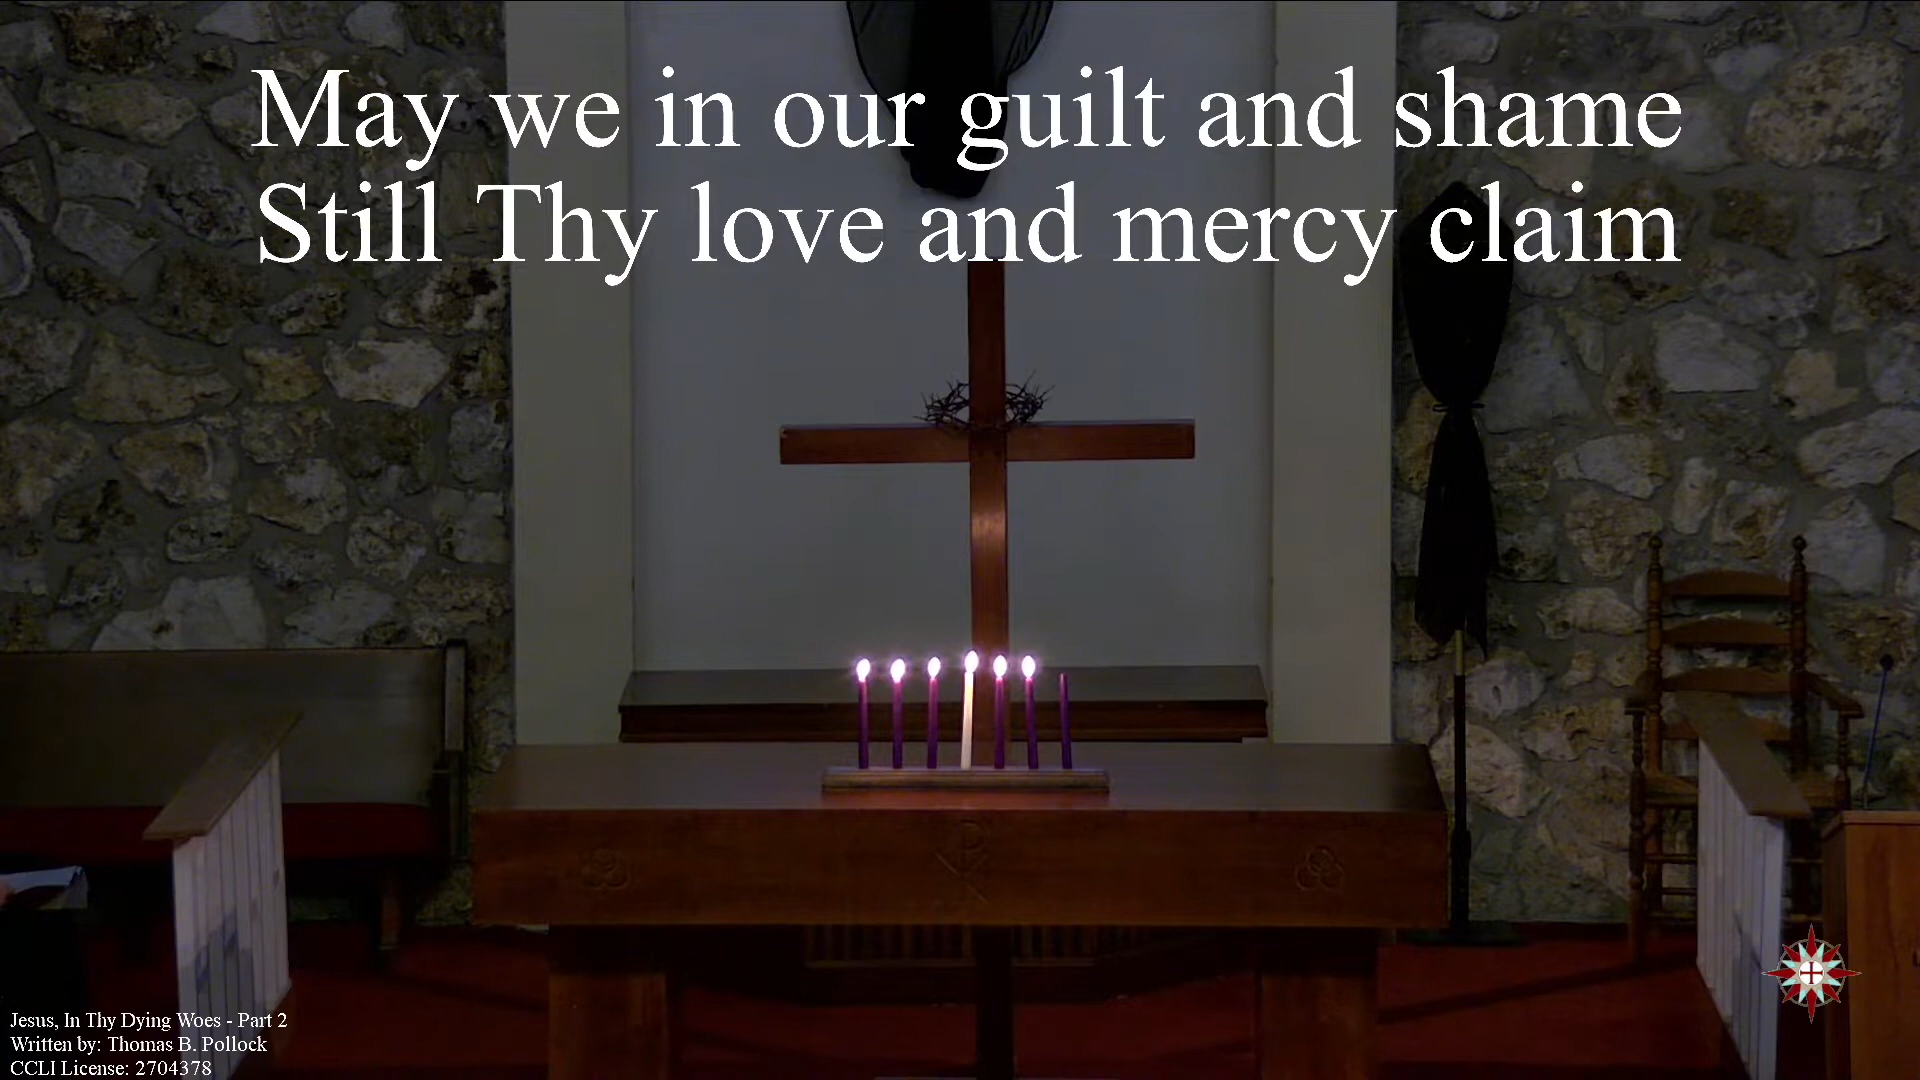 May we in our guilt and shame
Still Thy love and mercy claim
Jesus, In Thy Dying Woes - Part 2
Written by: Thomas B. Pollock
CCLI License: 2704378